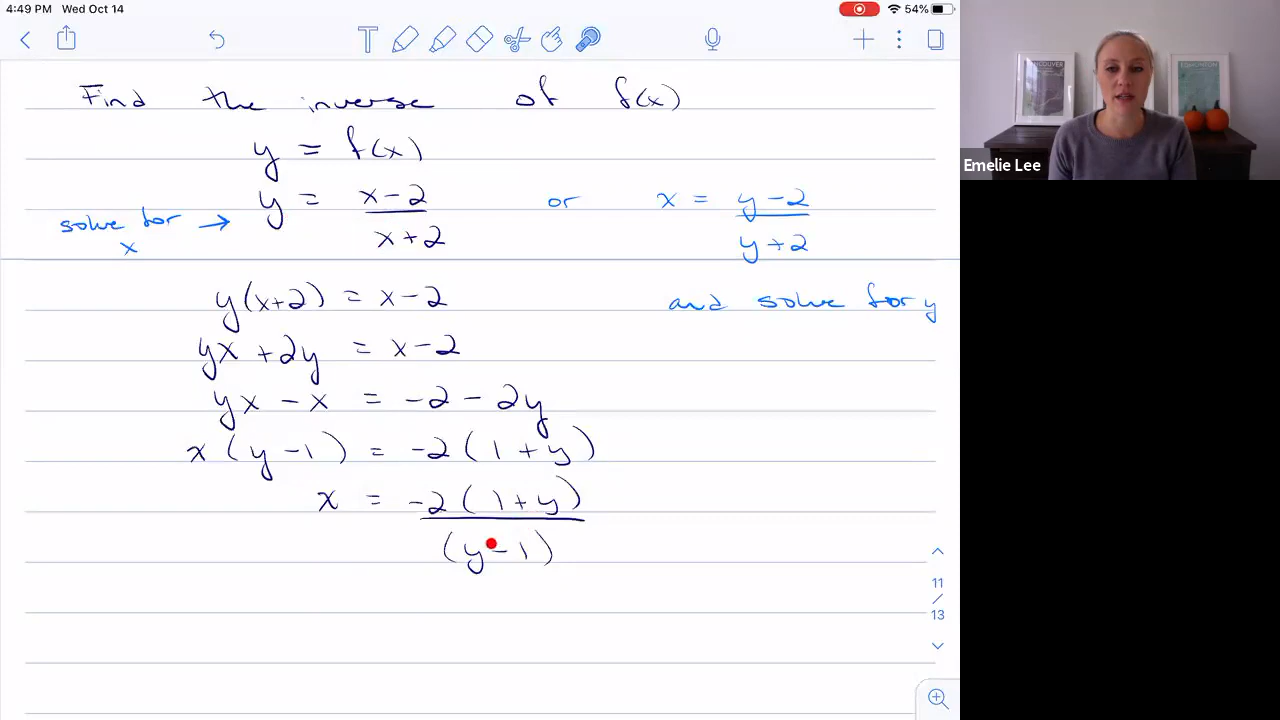 4:49 PM Wed Oct 14
54%
Find the inverse of f(x)
y = f(x)
y = x-2 / x+2 or x = y-2 / y+2
solve for x →
and solve for y
y(x+2) = x-2
yx + 2y = x-2
yx - x = -2 - 2y
x(y-1) = -2(1+y)
x = -2(1+y) / (y-1)
11 / 13
VANCOUVER
EDMONTON
Emelie Lee